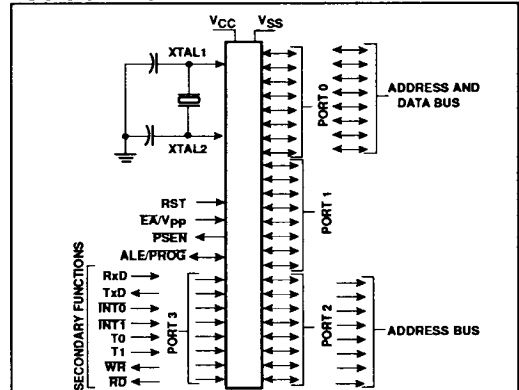 VCC VSS
XTAL1
XTAL2
PORT 0
ADDRESS AND
DATA BUS
PORT 1
RST
EA/Vpp
PSEN
ALE/PROG
SECONDARY FUNCTIONS
RxD
TxD
INT0
INT1
T0
T1
WR
RD
PORT 3
PORT 2
ADDRESS BUS